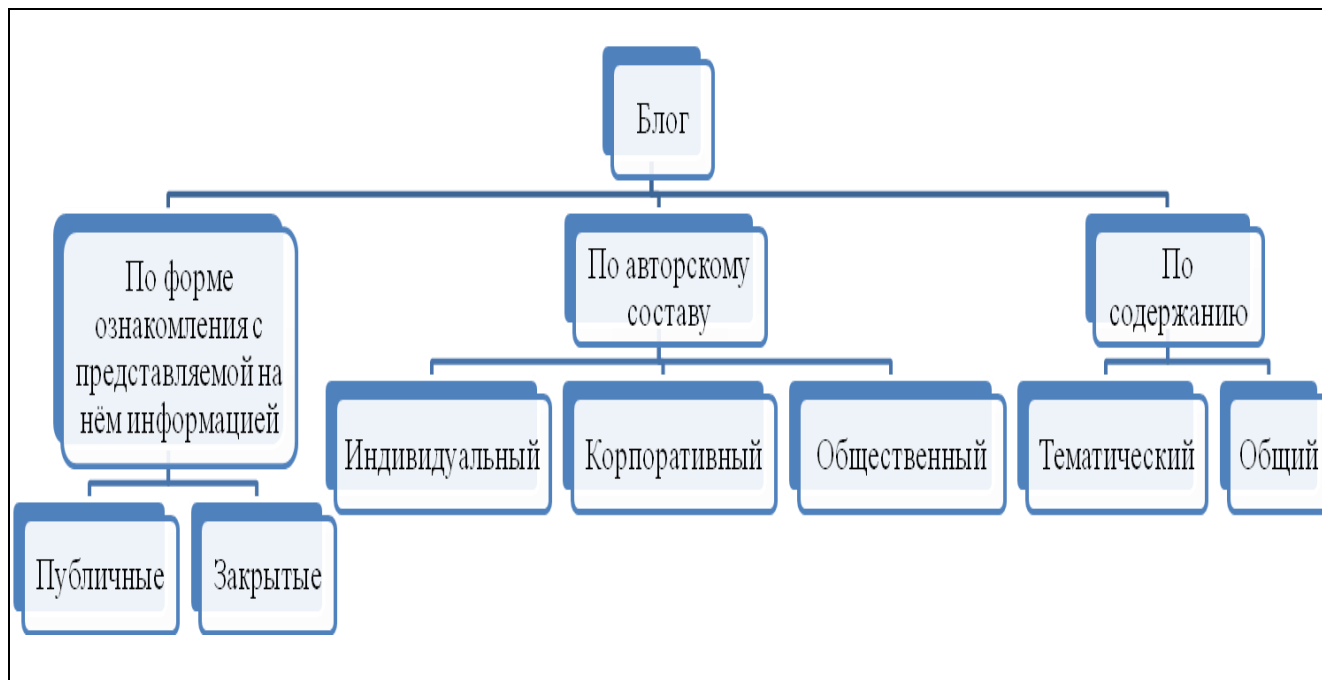 Блог
По форме
ознакомления с
представляемой на
нём информацией
По авторскому
составу
По
содержанию
Публичные
Закрытые
Индивидуальный
Корпоративный
Общественный
Тематический
Общий